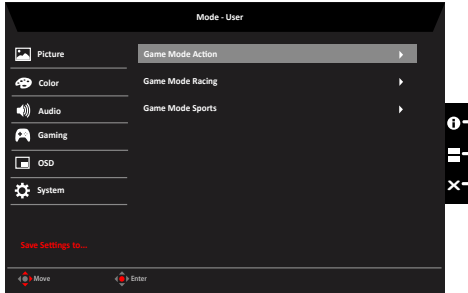 Mode - User
Picture
Color
Audio
Gaming
OSD
System
Game Mode Action
Game Mode Racing
Game Mode Sports
Save Settings to...
Move
Enter